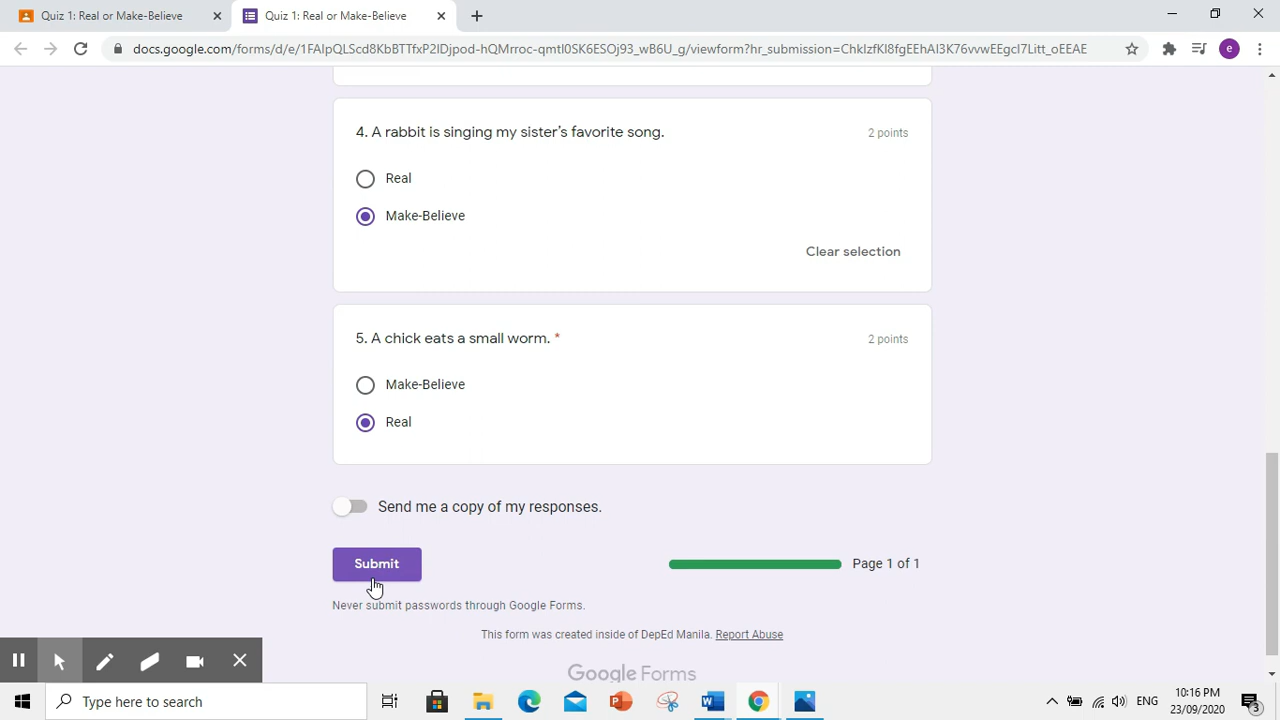 Quiz 1: Real or Make-Believe
Quiz 1: Real or Make-Believe
docs.google.com/forms/d/e/1FAIpQLScd8KbBTTfxP2IDjpod-hQMrroc-qmtI0SK6ESOj93_wB6U_g/viewform?hr_submission=ChkIzfKI8fgEEhAI3K76vvwEEgcI7Litt_oEEAE
e
4. A rabbit is singing my sister's favorite song.
2 points
Real
Make-Believe
Clear selection
5. A chick eats a small worm. *
2 points
Make-Believe
Real
Send me a copy of my responses.
Submit
Page 1 of 1
Never submit passwords through Google Forms.
This form was created inside of DepEd Manila. Report Abuse
Google Forms
Type here to search
ENG
10:16 PM
23/09/2020
3